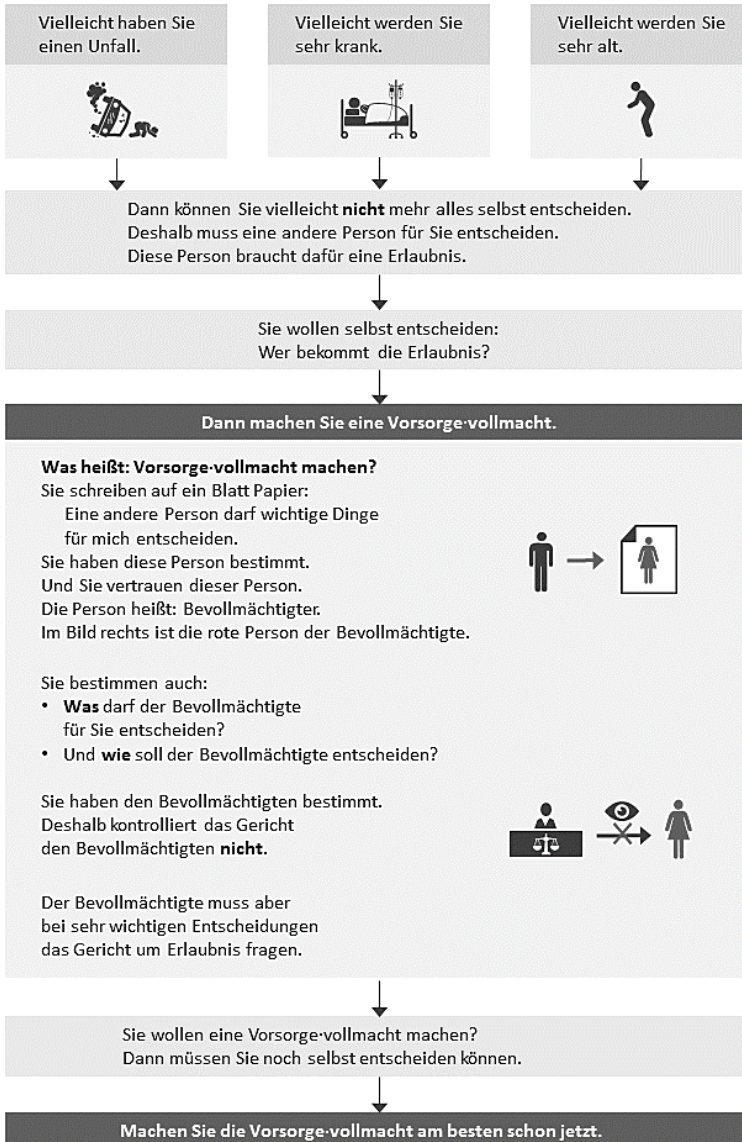 Vielleicht haben Sie
einen Unfall.
Vielleicht werden Sie
sehr krank.
Vielleicht werden Sie
sehr alt.
Dann können Sie vielleicht nicht mehr alles selbst entscheiden.
Deshalb muss eine andere Person für Sie entscheiden.
Diese Person braucht dafür eine Erlaubnis.
Sie wollen selbst entscheiden:
Wer bekommt die Erlaubnis?
Dann machen Sie eine Vorsorge·vollmacht.
Was heißt: Vorsorge·vollmacht machen?
Sie schreiben auf ein Blatt Papier:
Eine andere Person darf wichtige Dinge
für mich entscheiden.
Sie haben diese Person bestimmt.
Und Sie vertrauen dieser Person.
Die Person heißt: Bevollmächtigter.
Im Bild rechts ist die rote Person der Bevollmächtigte.
Sie bestimmen auch:
• Was darf der Bevollmächtigte
für Sie entscheiden?
• Und wie soll der Bevollmächtigte entscheiden?
Sie haben den Bevollmächtigten bestimmt.
Deshalb kontrolliert das Gericht
den Bevollmächtigten nicht.
Der Bevollmächtigte muss aber
bei sehr wichtigen Entscheidungen
das Gericht um Erlaubnis fragen.
Sie wollen eine Vorsorge·vollmacht machen?
Dann müssen Sie noch selbst entscheiden können.
Machen Sie die Vorsorge·vollmacht am besten schon jetzt.